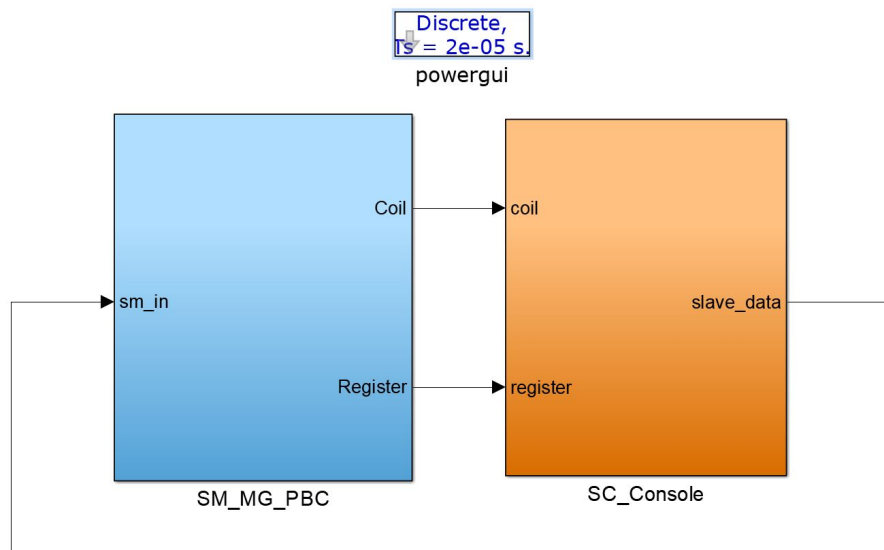 Discrete,
Ts = 2e-05 s.
powergui
Coil
coil
sm_in
slave_data
Register
register
SM_MG_PBC
SC_Console